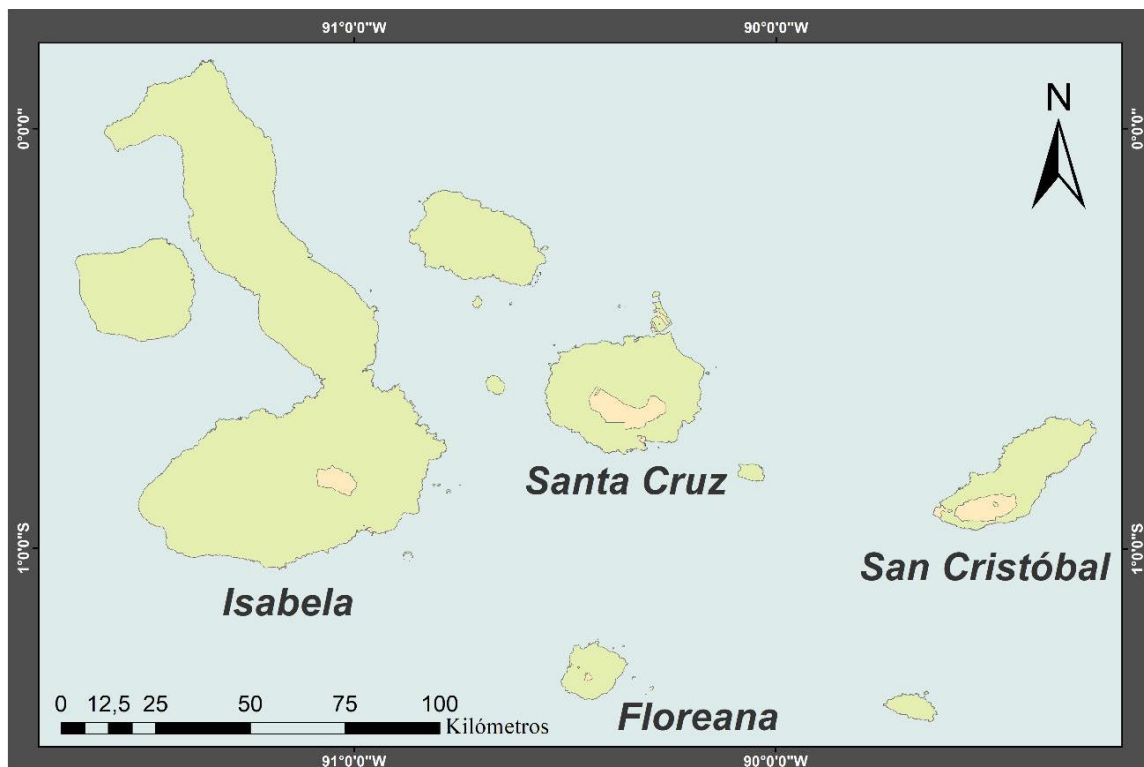 91°0'0"W
90°0'0"W
N
0°0'0"
0°0'0"
Santa Cruz
1°0'0"S
1°0'0"S
San Cristóbal
Isabela
0 12,5 25 50 75 100
Kilómetros
Floreana
91°0'0"W
90°0'0"W